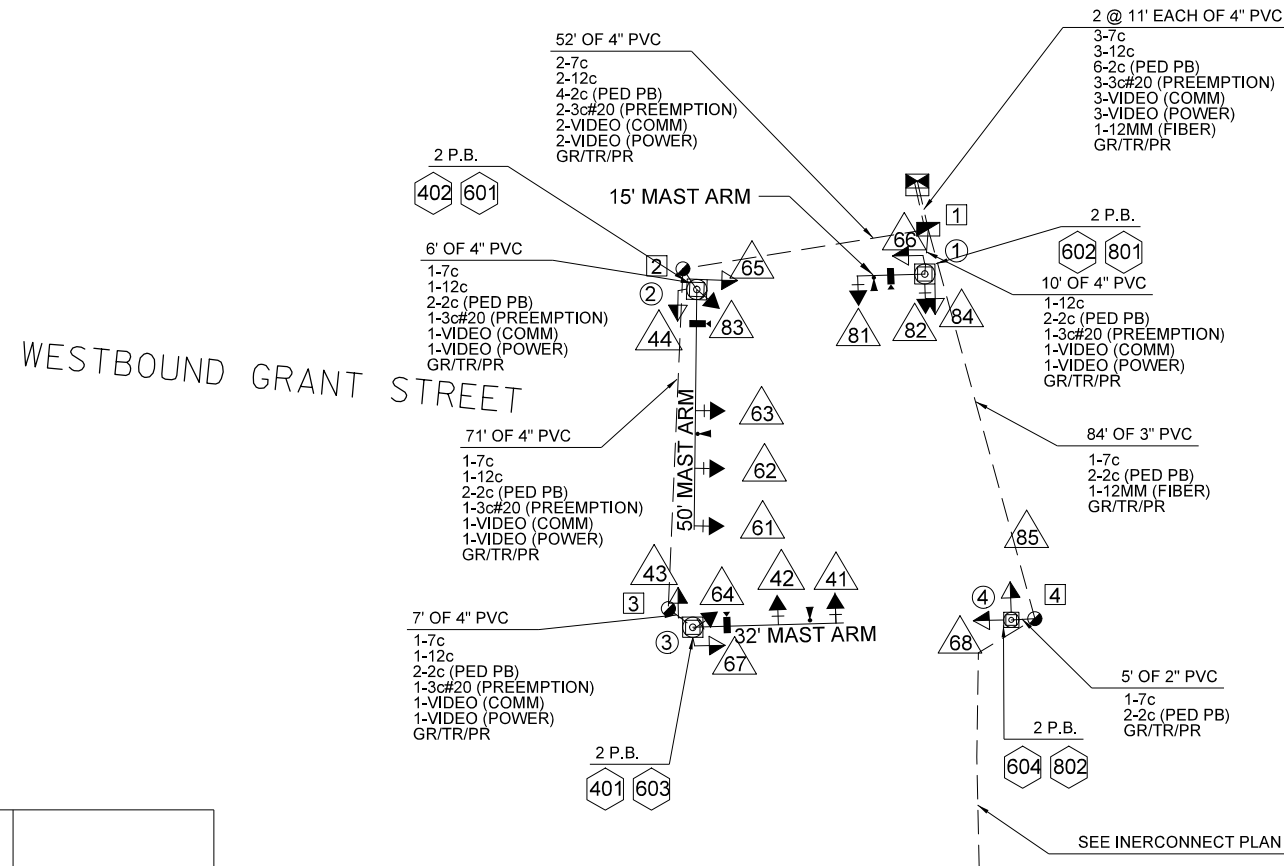 2 @ 11' EACH OF 4" PVC
3-7c
3-12c
6-2c (PED PB)
3-3c#20 (PREEMPTION)
3-VIDEO (COMM)
3-VIDEO (POWER)
1-12MM (FIBER)
GR/TR/PR
52' OF 4" PVC
2-7c
2-12c
4-2c (PED PB)
2-3c#20 (PREEMPTION)
2-VIDEO (COMM)
2-VIDEO (POWER)
GR/TR/PR
2 P.B.
402 601
15' MAST ARM
1
66
1
2 P.B.
602 801
6' OF 4" PVC
1-7c
1-12c
2-2c (PED PB)
1-3c#20 (PREEMPTION)
1-VIDEO (COMM)
1-VIDEO (POWER)
GR/TR/PR
2
65
2
44
83
81
82
84
10' OF 4" PVC
1-12c
2-2c (PED PB)
1-3c#20 (PREEMPTION)
1-VIDEO (COMM)
1-VIDEO (POWER)
GR/TR/PR
WESTBOUND GRANT STREET
63
62
61
50' MAST ARM
71' OF 4" PVC
1-7c
1-12c
2-2c (PED PB)
1-3c#20 (PREEMPTION)
1-VIDEO (COMM)
1-VIDEO (POWER)
GR/TR/PR
84' OF 3" PVC
1-7c
2-2c (PED PB)
1-12MM (FIBER)
GR/TR/PR
85
43
64
42
41
3
3
32' MAST ARM
67
4
4
68
7' OF 4" PVC
1-7c
1-12c
2-2c (PED PB)
1-3c#20 (PREEMPTION)
1-VIDEO (COMM)
1-VIDEO (POWER)
GR/TR/PR
5' OF 2" PVC
1-7c
2-2c (PED PB)
GR/TR/PR
2 P.B.
401 603
2 P.B.
604 802
SEE INERCONNECT PLAN